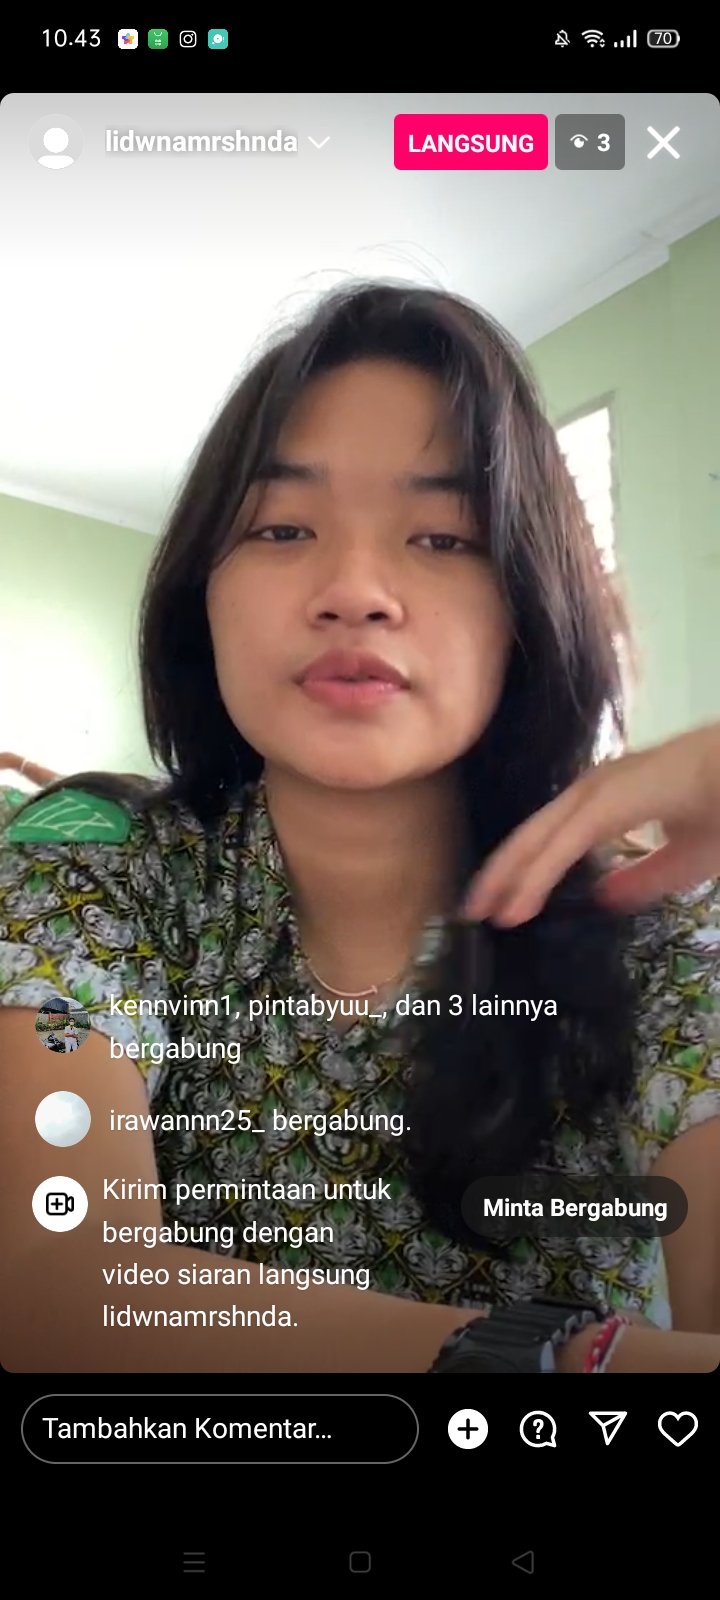 10.43
70
lidwnamrshnda
LANGSUNG
3
kennvinn1, pintabyuu_, dan 3 lainnya
bergabung
irawannn25_ bergabung.
Kirim permintaan untuk
bergabung dengan
video siaran langsung
lidwnamrshnda.
Minta Bergabung
Tambahkan Komentar...